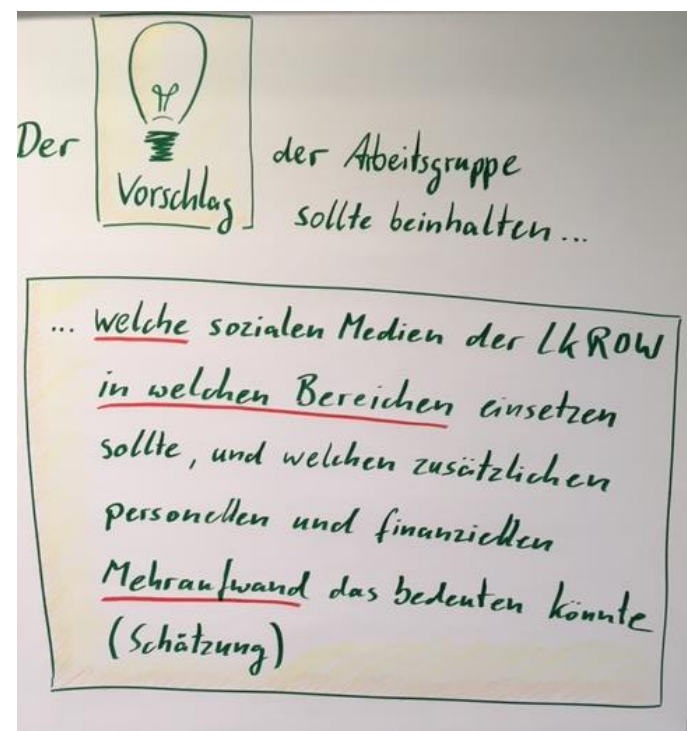 Der
Vorschlag
der Arbeitsgruppe
sollte beinhalten...
... welche sozialen Medien der LkROW
in welchen Bereichen einsetzen
sollte, und welchen zusätzlichen
personellen und finanziellen
Mehraufwand das bedeuten könnte
(Schätzung)